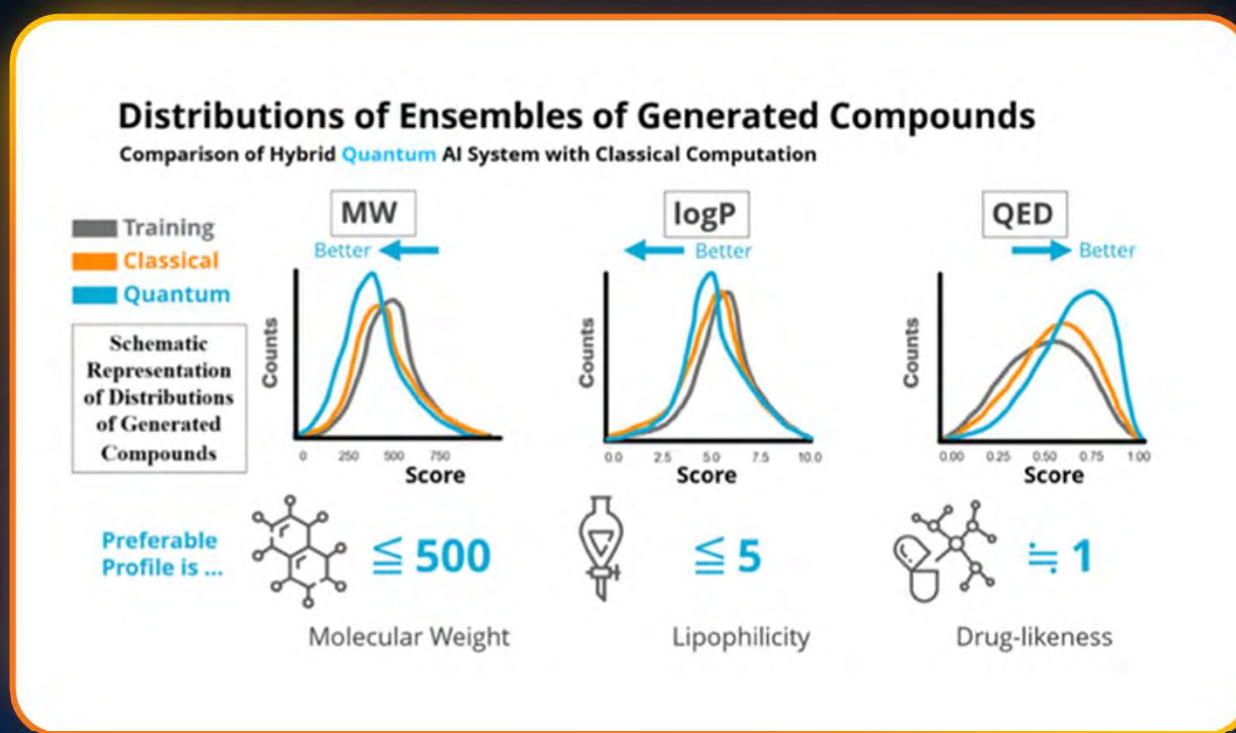 Distributions of Ensembles of Generated Compounds
Comparison of Hybrid Quantum AI System with Classical Computation
Training
Classical
Quantum
Schematic
Representation
of Distributions
of Generated
Compounds
MW
Better
Counts
0 250 500 750
Score
logP
Better
Counts
0.0 2.5 5.0 7.5 10.0
Score
QED
Better
Counts
0.00 0.25 0.50 0.75 1.00
Score
Preferable
Profile is ...
≦ 500
≦ 5
≒ 1
Molecular Weight
Lipophilicity
Drug-likeness